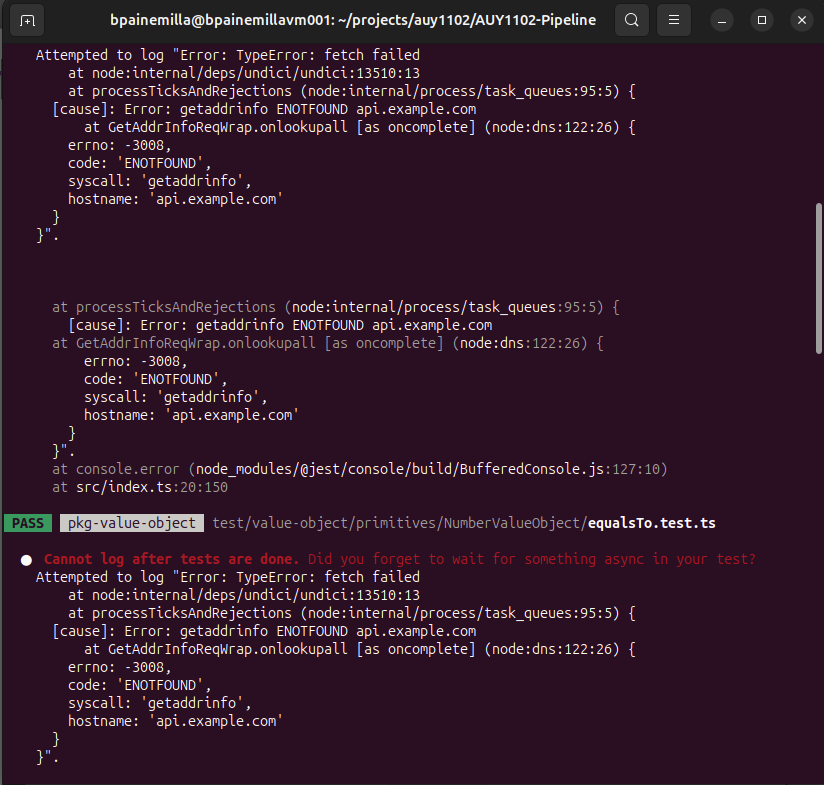 bpainemilla@bpainemillavm001: ~/projects/auy1102/AUY1102-Pipeline
Attempted to log "Error: TypeError: fetch failed
at node:internal/deps/undici/undici:13510:13
at processTicksAndRejections (node:internal/process/task_queues:95:5) {
[cause]: Error: getaddrinfo ENOTFOUND api.example.com
at GetAddrInfoReqWrap.onlookupall [as oncomplete] (node:dns:122:26) {
errno: -3008,
code: 'ENOTFOUND',
syscall: 'getaddrinfo',
hostname: 'api.example.com'
}
}".
at processTicksAndRejections (node:internal/process/task_queues:95:5) {
[cause]: Error: getaddrinfo ENOTFOUND api.example.com
at GetAddrInfoReqWrap.onlookupall [as oncomplete] (node:dns:122:26) {
errno: -3008,
code: 'ENOTFOUND',
syscall: 'getaddrinfo',
hostname: 'api.example.com'
}
}".
at console.error (node_modules/@jest/console/build/BufferedConsole.js:127:10)
at src/index.ts:20:150
PASS pkg-value-object test/value-object/primitives/NumberValueObject/equalsTo.test.ts
● Cannot log after tests are done. Did you forget to wait for something async in your test?
Attempted to log "Error: TypeError: fetch failed
at node:internal/deps/undici/undici:13510:13
at processTicksAndRejections (node:internal/process/task_queues:95:5) {
[cause]: Error: getaddrinfo ENOTFOUND api.example.com
at GetAddrInfoReqWrap.onlookupall [as oncomplete] (node:dns:122:26) {
errno: -3008,
code: 'ENOTFOUND',
syscall: 'getaddrinfo',
hostname: 'api.example.com'
}
}".